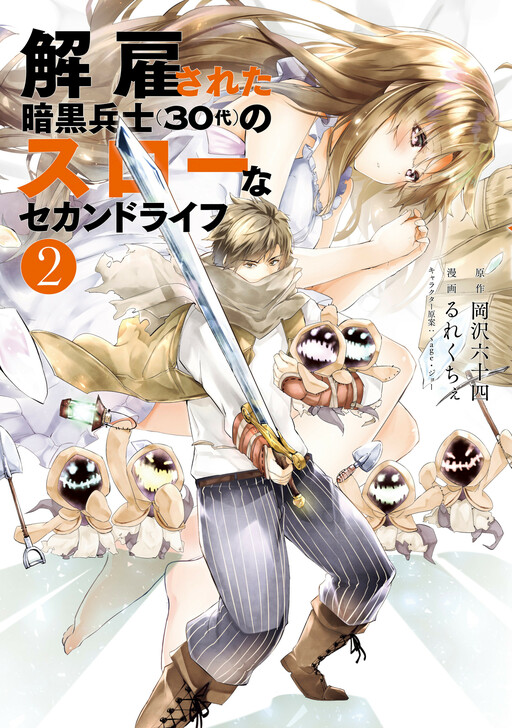 解雇された
暗黒兵士(30代)の
スローな
セカンドライフ
2
原作 岡沢六十四
漫画 るれくちぇ
キャラクター原案:sage・ジョー